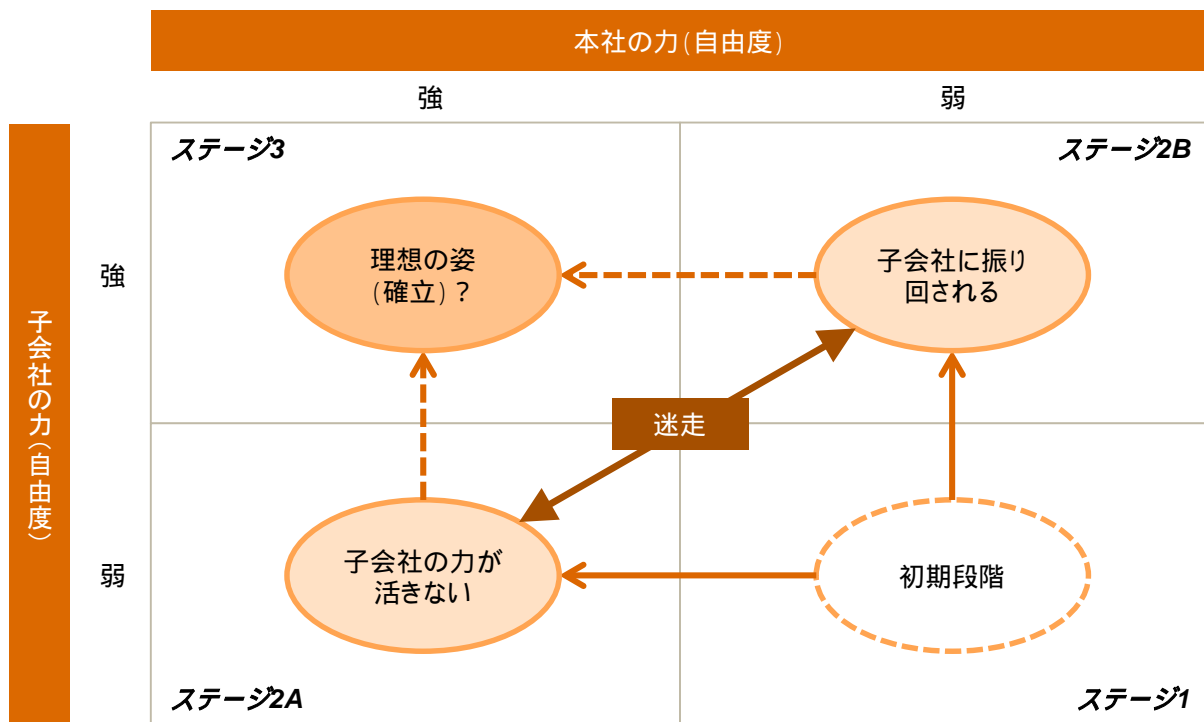 本社の力(自由度)
強
弱
子会社の力(自由度)
強
弱
ステージ3
理想の姿
(確立)？
ステージ2B
子会社に振り
回される
迷走
子会社の力が
活きない
ステージ2A
初期段階
ステージ1